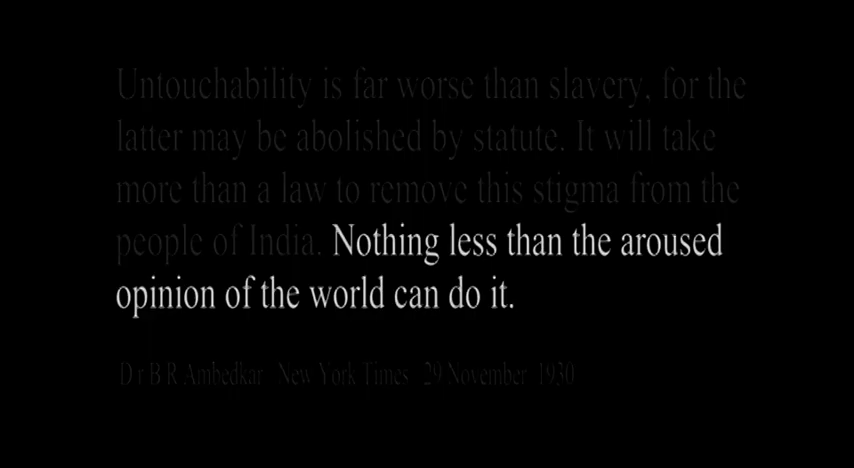 Untouchability is far worse than slavery, for the
latter may be abolished by statute. It will take
more than a law to remove this stigma from the
people of India. Nothing less than the aroused
opinion of the world can do it.
Dr B R Ambedkar New York Times 29 November 1930